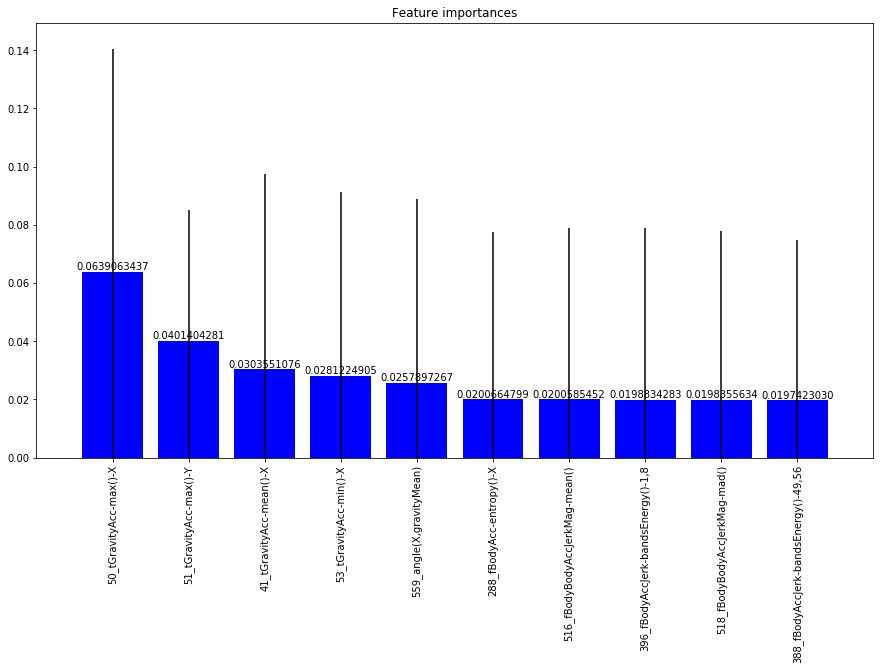 Feature importances
0.14
0.12
0.10
0.08
0.06
0.04
0.02
0.00
0.0639063437
0.0401404281
0.0303551076
0.0281224905
0.0257897267
0.0200664799
0.0200585452
0.0198834283
0.0198355634
0.0197423030
50_tGravityAcc-max()-X
51_tGravityAcc-max()-Y
41_tGravityAcc-mean()-X
53_tGravityAcc-min()-X
559_angle(X,gravityMean)
288_fBodyAcc-entropy()-X
516_fBodyBodyAccJerkMag-mean()
396_fBodyAccJerk-bandsEnergy()-1,8
518_fBodyBodyAccJerkMag-mad()
388_fBodyAccJerk-bandsEnergy()-49,56